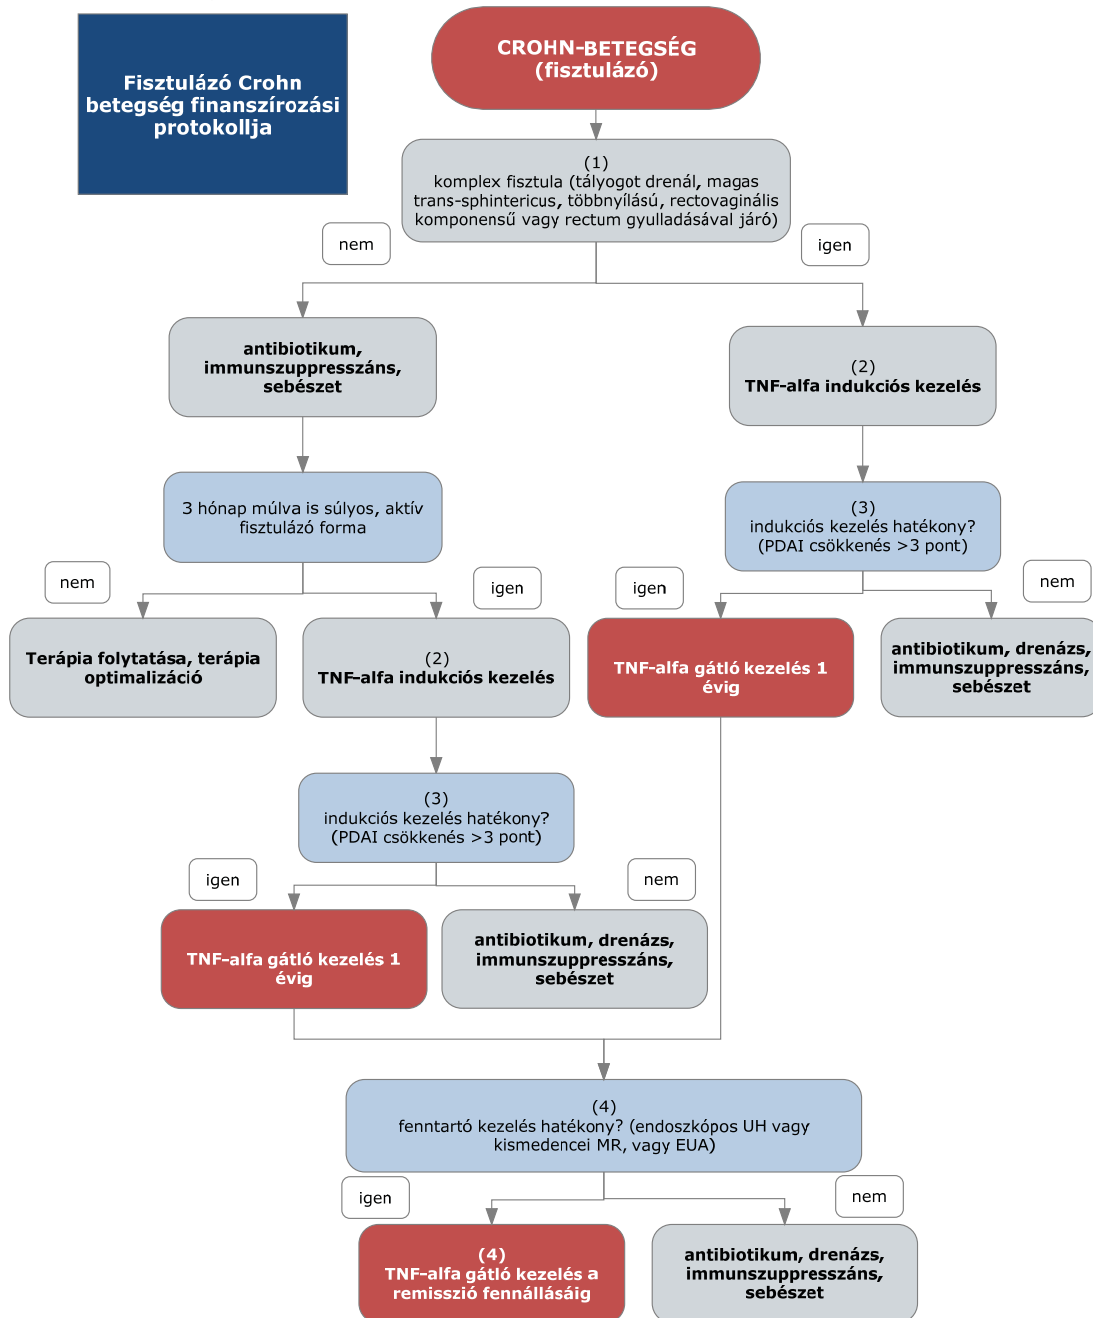 Fisztulázó Crohn
betegség finanszírozási
protokollja
CROHN-BETEGSÉG
(fisztulázó)
(1)
komplex fisztula (tályogot drenál, magas
trans-sphintericus, többnyílású, rectovaginális
komponensű vagy rectum gyulladásával járó)
nem
igen
antibiotikum,
immunszuppresszáns,
sebészet
(2)
TNF-alfa indukciós kezelés
3 hónap múlva is súlyos, aktív
fisztulázó forma
(3)
indukciós kezelés hatékony?
(PDAI csökkenés >3 pont)
nem
igen
igen
nem
Terápia folytatása, terápia
optimalizáció
(2)
TNF-alfa indukciós kezelés
TNF-alfa gátló kezelés 1
évig
antibiotikum, drenázs,
immunszuppresszáns,
sebészet
(3)
indukciós kezelés hatékony?
(PDAI csökkenés >3 pont)
igen
nem
TNF-alfa gátló kezelés 1
évig
antibiotikum, drenázs,
immunszuppresszáns,
sebészet
(4)
fenntartó kezelés hatékony? (endoszkópos UH vagy
kismedencei MR, vagy EUA)
igen
nem
(4)
TNF-alfa gátló kezelés a
remisszió fennállásáig
antibiotikum, drenázs,
immunszuppresszáns,
sebészet